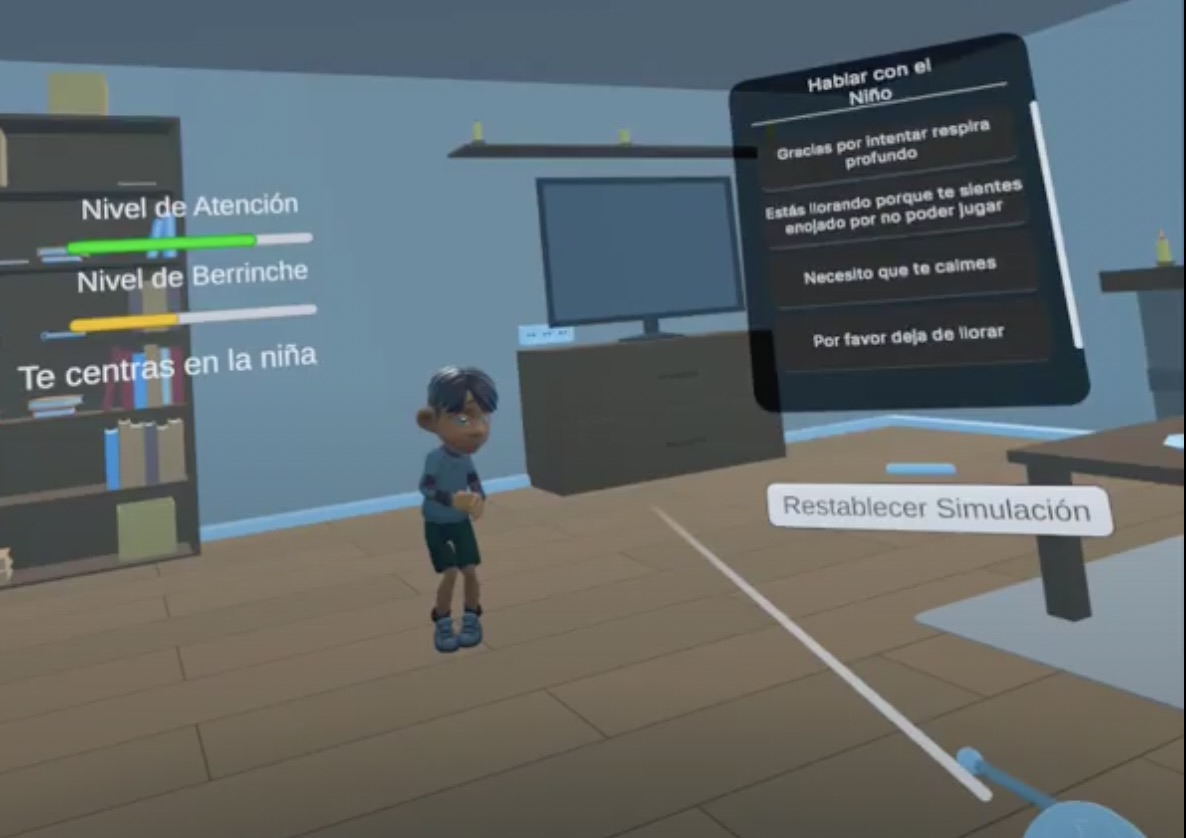 Hablar con el
Niño
Gracias por intentar respira
profundo
Estás llorando porque te sientes
enojado por no poder jugar
Necesito que te calmes
Por favor deja de llorar
Nivel de Atención
Nivel de Berrinche
Te centras en la niña
Restablecer Simulación